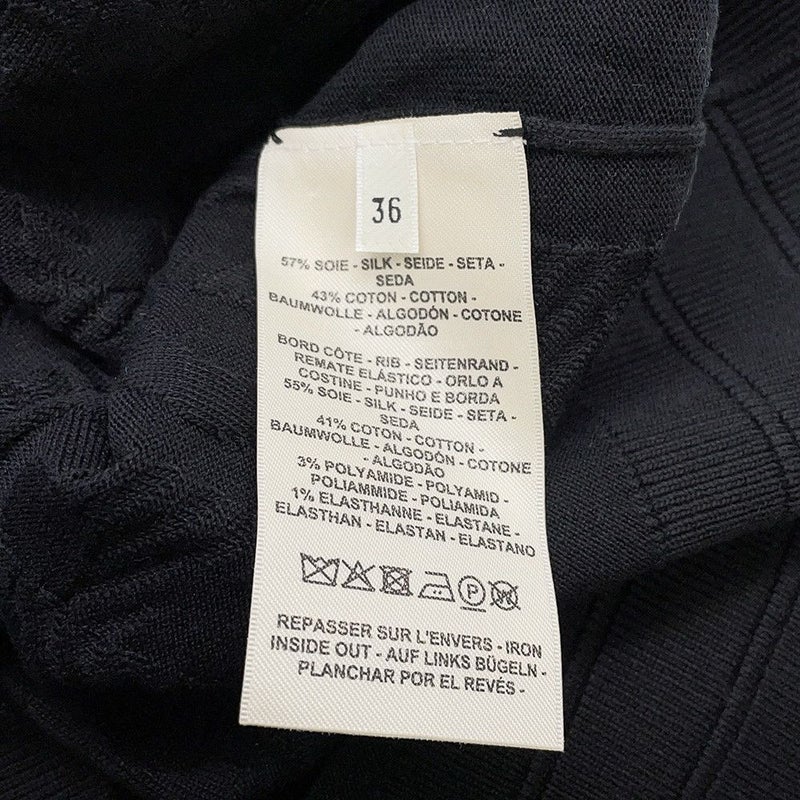 36
57% SOIE - SILK - SEIDE - SETA -
SEDA
43% COTON - COTTON -
BAUMWOLLE - ALGODÓN - COTONE
- ALGODÃO
BORD CÔTE - RIB - SEITENRAND -
REMATE ELÁSTICO - ORLO A
COSTINE - PUNHO E BORDA
55% SOIE - SILK - SEIDE - SETA -
SEDA
41% COTON - COTTON -
BAUMWOLLE - ALGODÓN - COTONE
- ALGODÃO
3% POLYAMIDE - POLYAMID -
POLIAMMIDE - POLIAMIDA
1% ELASTHANNE - ELASTANE -
ELASTHAN - ELASTAN - ELASTANO
P W
REPASSER SUR L'ENVERS - IRON
INSIDE OUT - AUF LINKS BÜGELN -
PLANCHAR POR EL REVÉS -